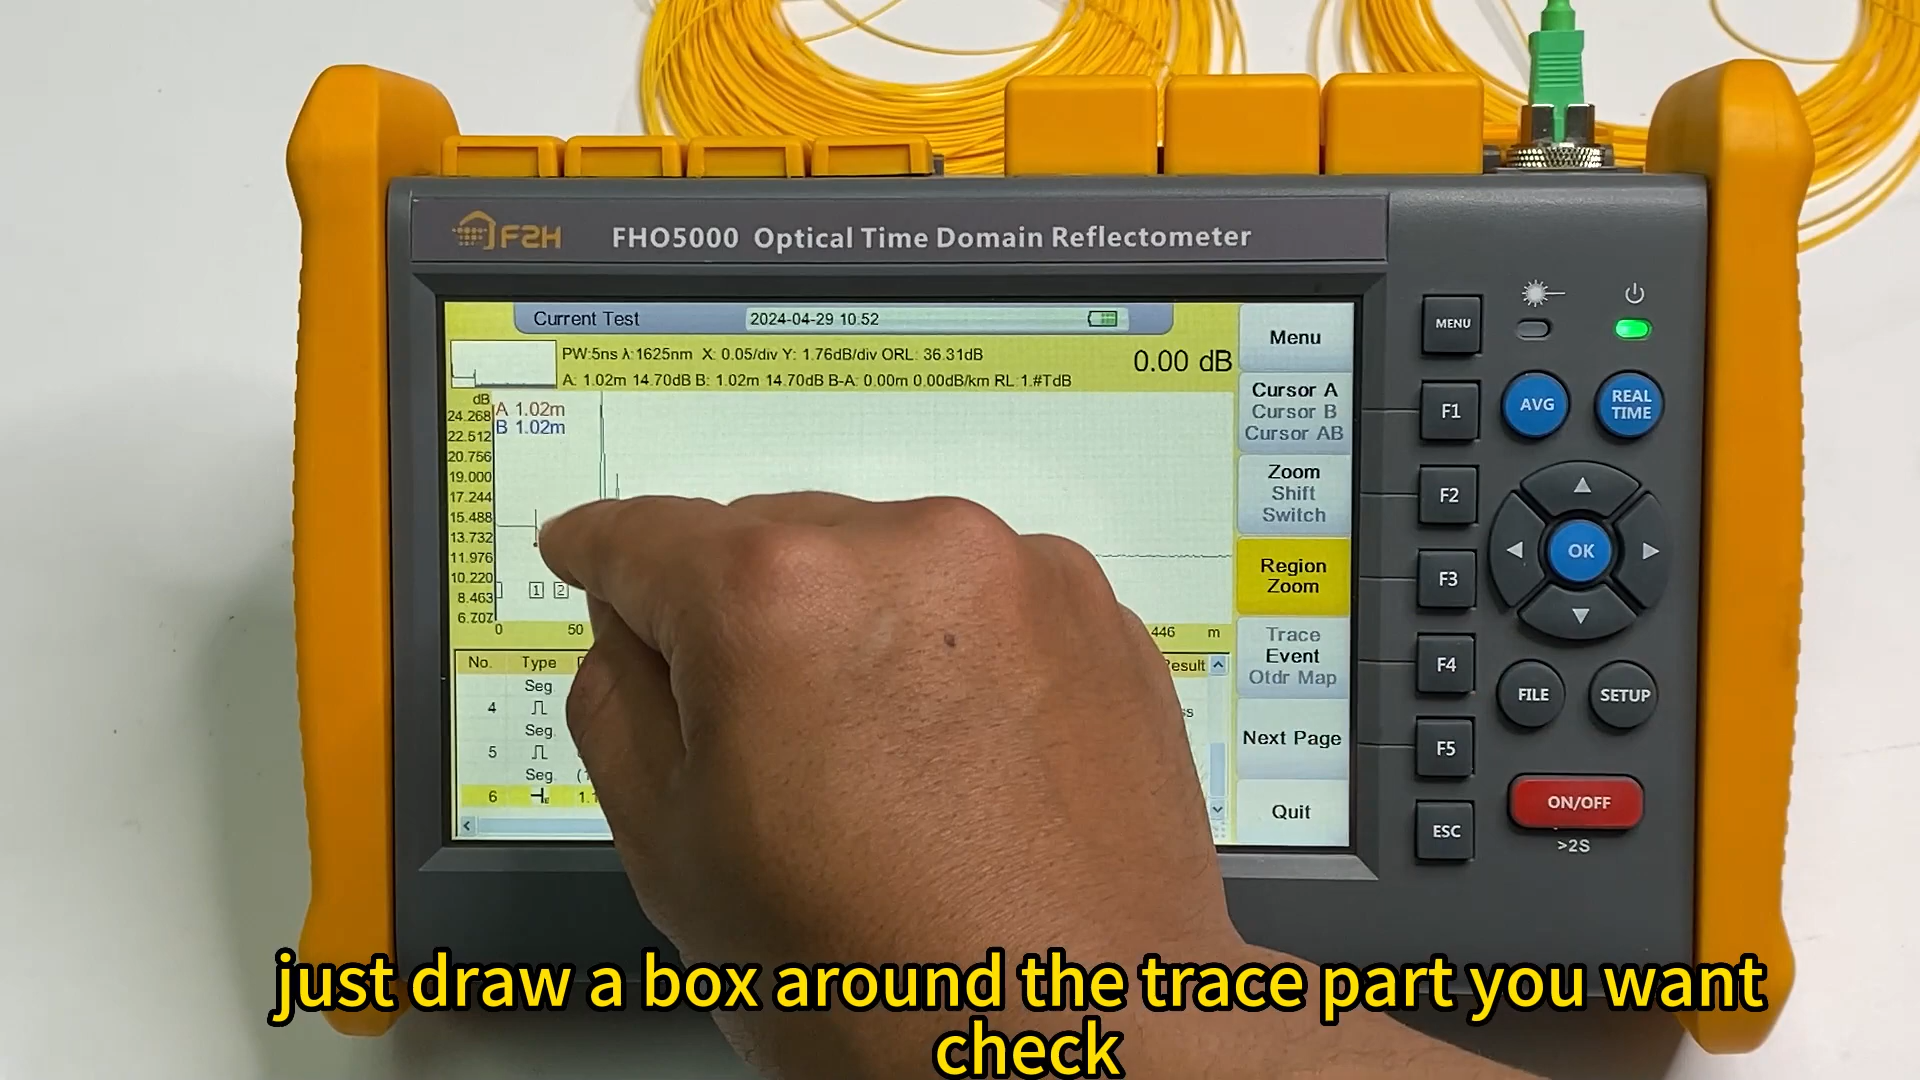 F2H
FHO5000 Optical Time Domain Reflectometer
Current Test
2024-04-29 10:52
PW:5ns λ:1625nm X: 0.05/div Y: 1.76dB/div ORL: 36.31dB
A: 1.02m 14.70dB B: 1.02m 14.70dB B-A: 0.00m 0.00dB/km RL:1.#TdB
0.00 dB
dB
A 1.02m
B 1.02m
24.268
22.512
20.756
19.000
17.244
15.488
13.732
11.976
10.220
8.463
6.707
1 2
0 50 446 m
No. Type Result
Seg
4
Seg.
5
Seg.
6
Menu
Cursor A
Cursor B
Cursor AB
Zoom
Shift
Switch
Region
Zoom
Trace
Event
Otdr Map
Next Page
Quit
MENU
F1
F2
F3
F4
F5
ESC
AVG
REAL
TIME
OK
FILE
SETUP
ON/OFF
>2S
just draw a box around the trace part you want
check